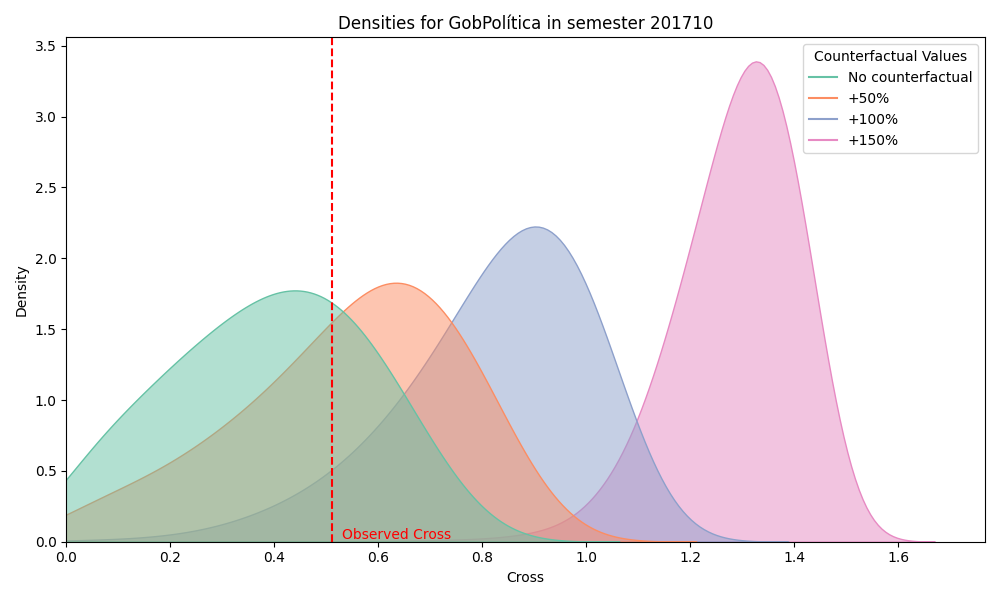 Densities for GobPolítica in semester 201710
Counterfactual Values
No counterfactual
+50%
+100%
+150%
3.5
3.0
2.5
2.0
1.5
1.0
0.5
0.0
Density
Observed Cross
0.0 0.2 0.4 0.6 0.8 1.0 1.2 1.4 1.6
Cross